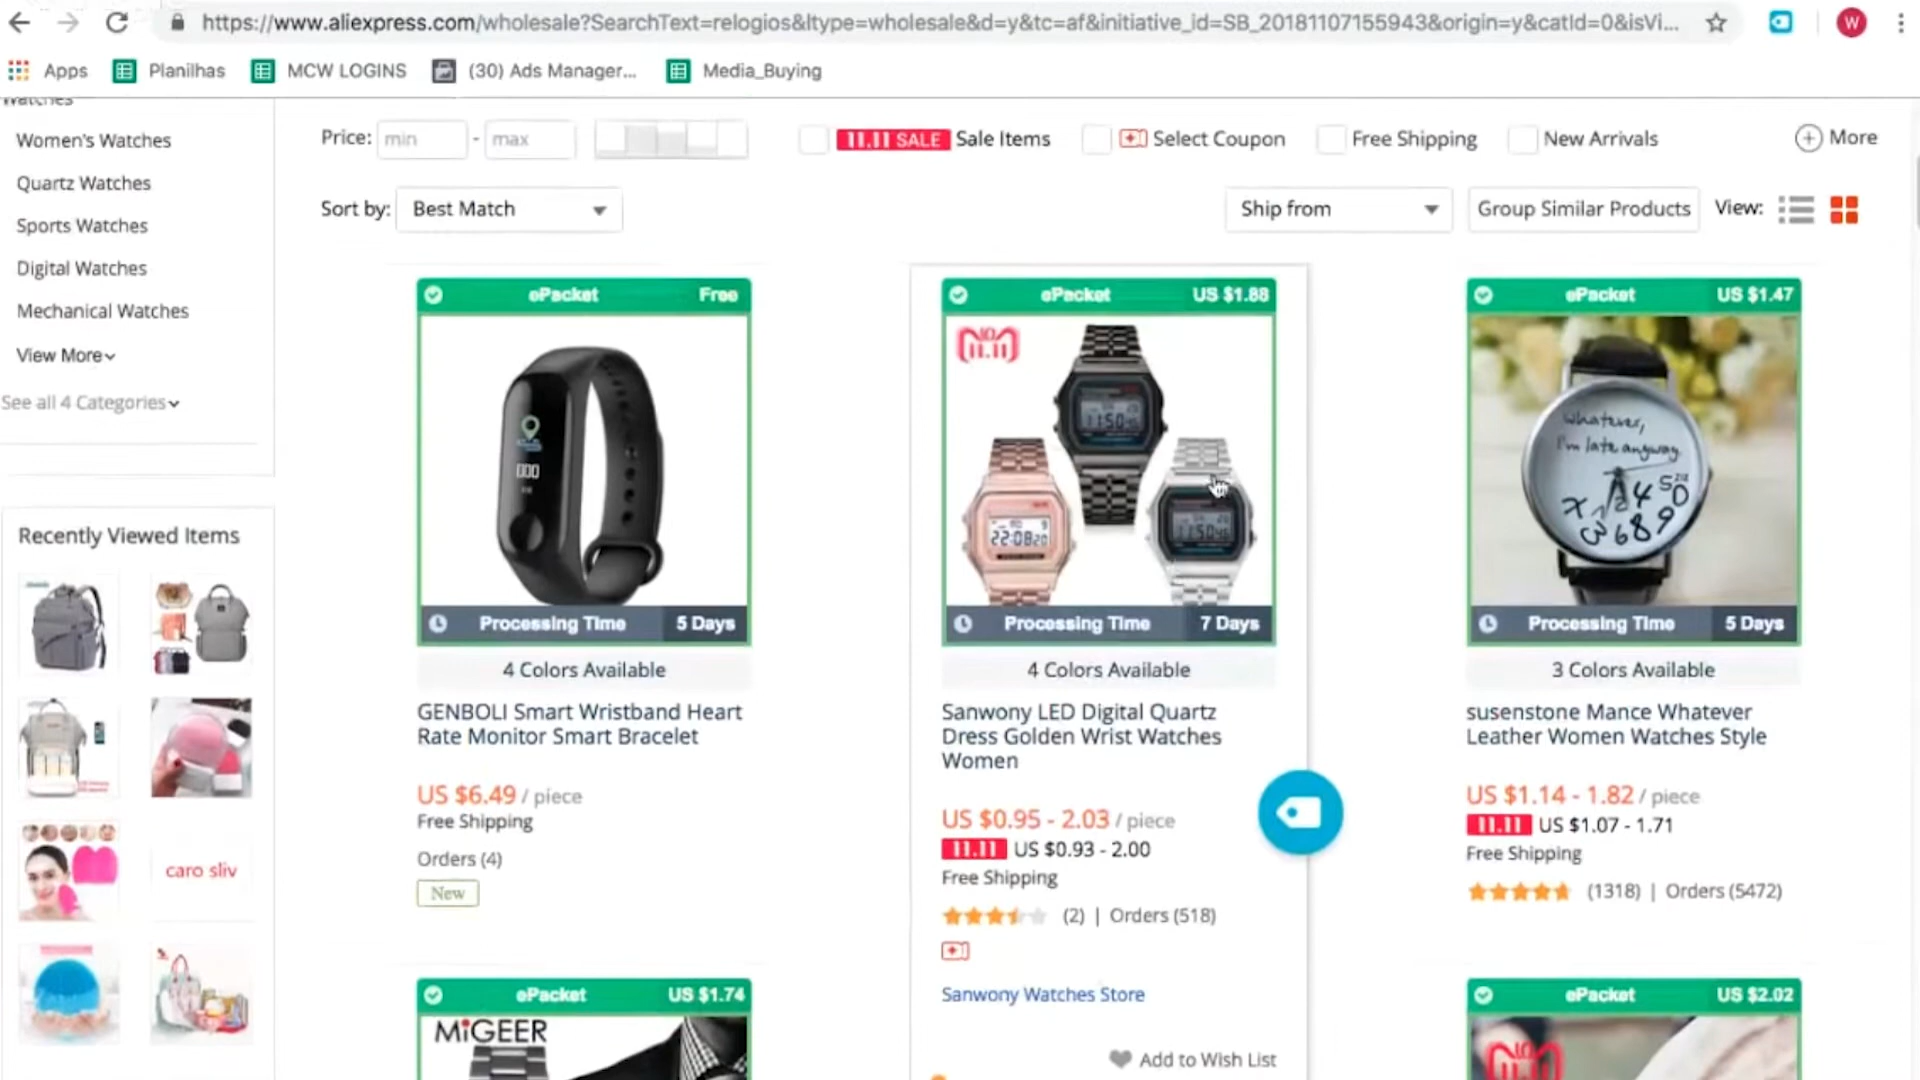 https://www.aliexpress.com/wholesale?SearchText=relogios&ltype=wholesale&d=y&tc=af&initiative_id=SB_20181107155943&origin=y&catId=0&isVi...
W
Apps
Planilhas
MCW LOGINS
(30) Ads Manager...
Media_Buying
Watches
Women's Watches
Quartz Watches
Sports Watches
Digital Watches
Mechanical Watches
View More
See all 4 Categories
Recently Viewed Items
caro sliv
Price: min - max
11.11 SALE Sale Items
Select Coupon
Free Shipping
New Arrivals
More
Sort by: Best Match
Ship from
Group Similar Products
View:
ePacket Free
Processing Time 5 Days
4 Colors Available
GENBOLI Smart Wristband Heart
Rate Monitor Smart Bracelet
US $6.49 / piece
Free Shipping
Orders (4)
New
ePacket US $1.88
11.11
11:50
22:08 20
11:50
Processing Time 7 Days
4 Colors Available
Sanwony LED Digital Quartz
Dress Golden Wrist Watches
Women
US $0.95 - 2.03 / piece
11.11 US $0.93 - 2.00
Free Shipping
(2) | Orders (518)
Sanwony Watches Store
Add to Wish List
ePacket US $1.47
whatever,
I'm late anyway
Processing Time 5 Days
3 Colors Available
susenstone Mance Whatever
Leather Women Watches Style
US $1.14 - 1.82 / piece
11.11 US $1.07 - 1.71
Free Shipping
(1318) | Orders (5472)
ePacket US $1.74
MiGEER
ePacket US $2.02